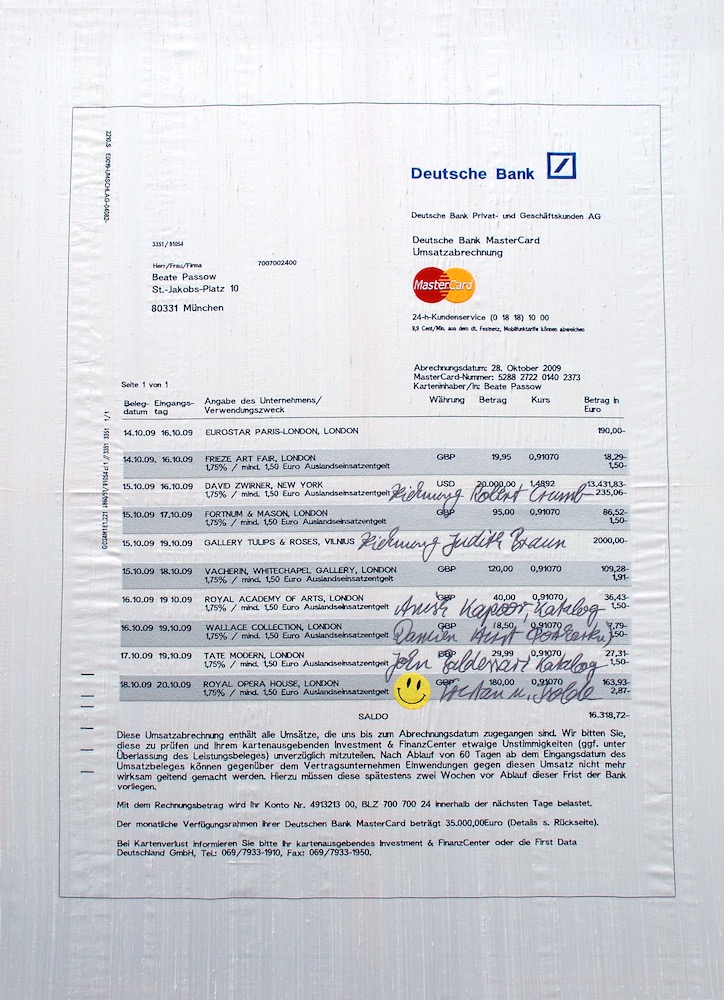 Deutsche Bank
Deutsche Bank Privat- und Geschäftskunden AG
3351 / 91054
Deutsche Bank MasterCard
Umsatzabrechnung
Herr/Frau/Firma 7007002400
Beate Passow
St.-Jakobs-Platz 10
80331 München
MasterCard
24-h-Kundenservice (0 18 18) 10 00
9,9 Cent/Min. aus dem dt. Festnetz, Mobilfunktarife können abweichen
Abrechnungsdatum: 28. Oktober 2009
MasterCard-Nummer: 5288 2722 0140 2373
Karteninhaber/in: Beate Passow
Seite 1 von 1
Beleg- Eingangs- Angabe des Unternehmens/ Währung Betrag Kurs Betrag in
datum tag Verwendungszweck Euro
14.10.09 16.10.09 EUROSTAR PARIS-LONDON, LONDON 190,00-
14.10.09. 16.10.09 FRIEZE ART FAIR, LONDON GBP 19,95 0,91070 18,29-
1,75% / mind. 1,50 Euro Auslandseinsatzentgelt 1,50-
15.10.09 16.10.09 DAVID ZWIRNER, NEW YORK USD 20.000,00 1,4892 13.431,83-
1,75% / mind. 1,50 Euro Auslandseinsatzentgelt Zeichnung Robert Crumb 235,06-
15.10.09 17.10.09 FORTNUM & MASON, LONDON GBP 95,00 0,91070 86,52-
1,75% / mind. 1,50 Euro Auslandseinsatzentgelt 1,50-
15.10.09 19.10.09 GALLERY TULIPS & ROSES, VILNIUS Zeichnung Judith Braun 2000,00-
15.10.09 18.10.09 VACHERIN, WHITECHAPEL GALLERY, LONDON GBP 120,00 0,91070 109,28-
1,75% / mind. 1,50 Euro Auslandseinsatzentgelt 1,91-
16.10.09 19 10.09 ROYAL ACADEMY OF ARTS, LONDON GBP 40,00 0,91070 36,43-
1,75% / mind. 1,50 Euro Auslandseinsatzentgelt Anish Kapoor, Katalog 1,50-
16.10.09 19.10.09 WALLACE COLLECTION, LONDON GBP 18,50 0,91070 7,79-
1,75% / mind. 1,50 Euro Auslandseinsatzentgelt Damien Hirst 1,50-
17.10.09 19.10.09 TATE MODERN, LONDON GBP 29,99 0,91070 27,31-
1,75% / mind. 1,50 Euro Auslandseinsatzentgelt John Baldessari Katalog 1,50-
18.10.09 20.10.09 ROYAL OPERA HOUSE, LONDON GBP 180,00 0,91070 163,93-
1,75% / mind. 1,50 Euro Auslandseinsatzentgelt Tristan u. Isolde 2,87-
SALDO 16.318,72-
Diese Umsatzabrechnung enthält alle Umsätze, die uns bis zum Abrechnungsdatum zugegangen sind. Wir bitten Sie,
diese zu prüfen und Ihrem kartenausgebenden Investment & FinanzCenter etwaige Unstimmigkeiten (ggf. unter
Überlassung des Leistungsbeleges) unverzüglich mitzuteilen. Nach Ablauf von 60 Tagen ab dem Eingangsdatum des
Umsatzbeleges können gegenüber dem Vertragsunternehmen Einwendungen gegen diesen Umsatz nicht mehr
wirksam geltend gemacht werden. Hierzu müssen diese spätestens zwei Wochen vor Ablauf dieser Frist der Bank
vorliegen.
Mit dem Rechnungsbetrag wird Ihr Konto Nr. 4913213 00, BLZ 700 700 24 innerhalb der nächsten Tage belastet.
Der monatliche Verfügungsrahmen Ihrer Deutschen Bank MasterCard beträgt 35.000,00Euro (Details s. Rückseite).
Bei Kartenverlust informieren Sie bitte Ihr kartenausgebendes Investment & FinanzCenter oder die First Data
Deutschland GmbH, Tel.: 069/7933-1910, Fax: 069/7933-1950.